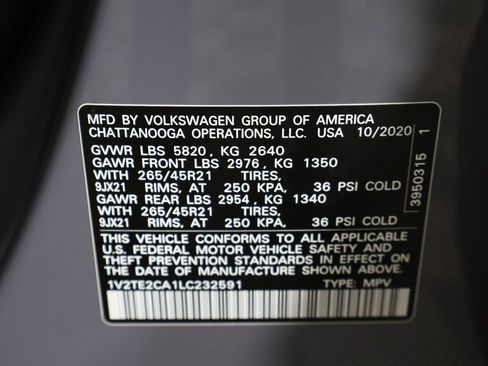 MFD BY VOLKSWAGEN GROUP OF AMERICA
CHATTANOOGA OPERATIONS, LLC. USA 10/2020
GVWR LBS 5820, KG 2640
GAWR FRONT LBS 2976, KG 1350
WITH 265/45R21 TIRES,
9JX21 RIMS, AT 250 KPA, 36 PSI COLD
GAWR REAR LBS 2954, KG 1340
WITH 265/45R21 TIRES,
9JX21 RIMS, AT 250 KPA, 36 PSI COLD
THIS VEHICLE CONFORMS TO ALL APPLICABLE
U.S. FEDERAL MOTOR VEHICLE SAFETY AND
THEFT PREVENTION STANDARDS IN EFFECT ON
THE DATE OF MANUFACTURE SHOWN ABOVE.
1V2TE2CA1LC232591 TYPE: MPV
3950315 1